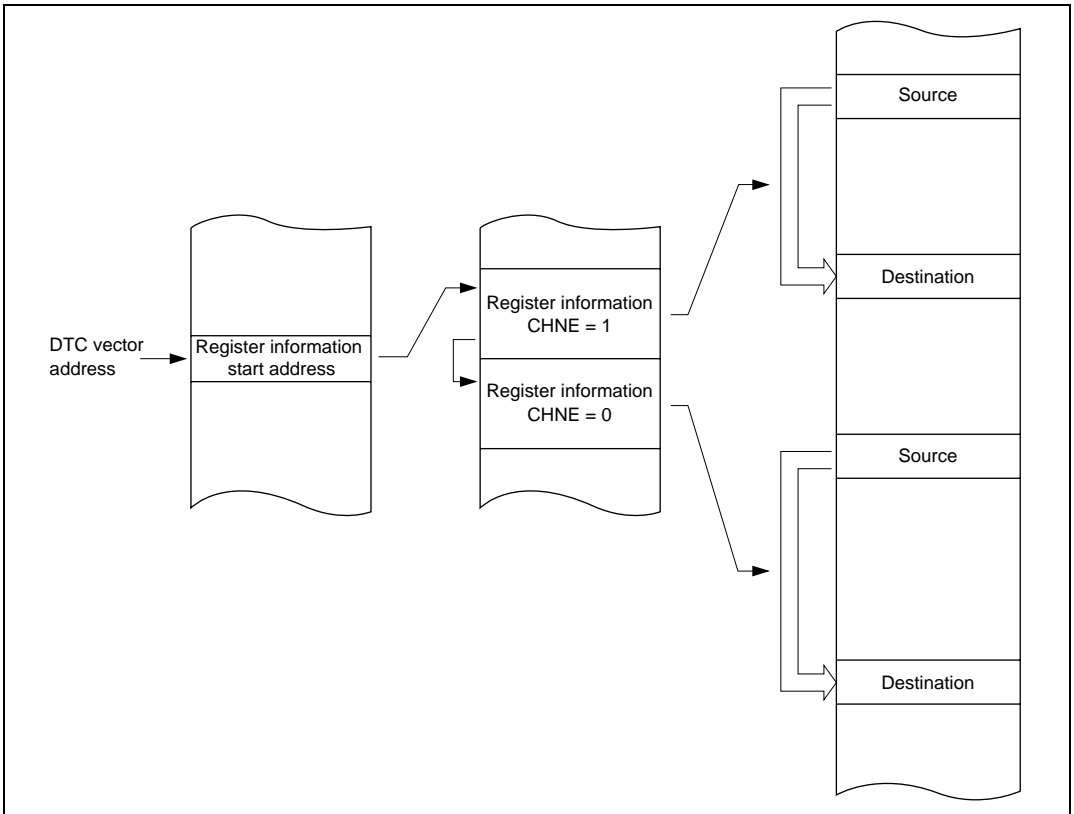 DTC vector
address
Register information
start address
Register information
CHNE = 1
Register information
CHNE = 0
Source
Destination
Source
Destination